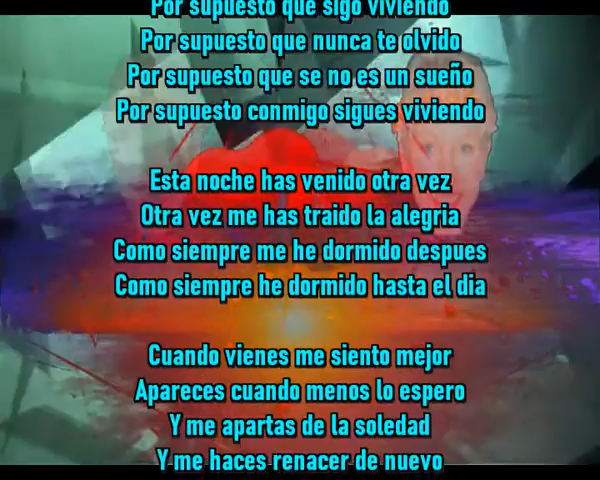 Por supuesto que sigo viviendo
Por supuesto que nunca te olvido
Por supuesto que se no es un sueño
Por supuesto conmigo sigues viviendo
Esta noche has venido otra vez
Otra vez me has traido la alegria
Como siempre me he dormido despues
Como siempre he dormido hasta el dia
Cuando vienes me siento mejor
Apareces cuando menos lo espero
Y me apartas de la soledad
Y me haces renacer de nuevo